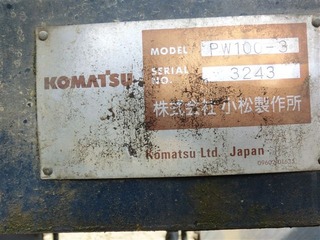 MODEL PW100-3
KOMATSU
SERIAL NO. 3243
株式会社 小松製作所
Komatsu Ltd. Japan